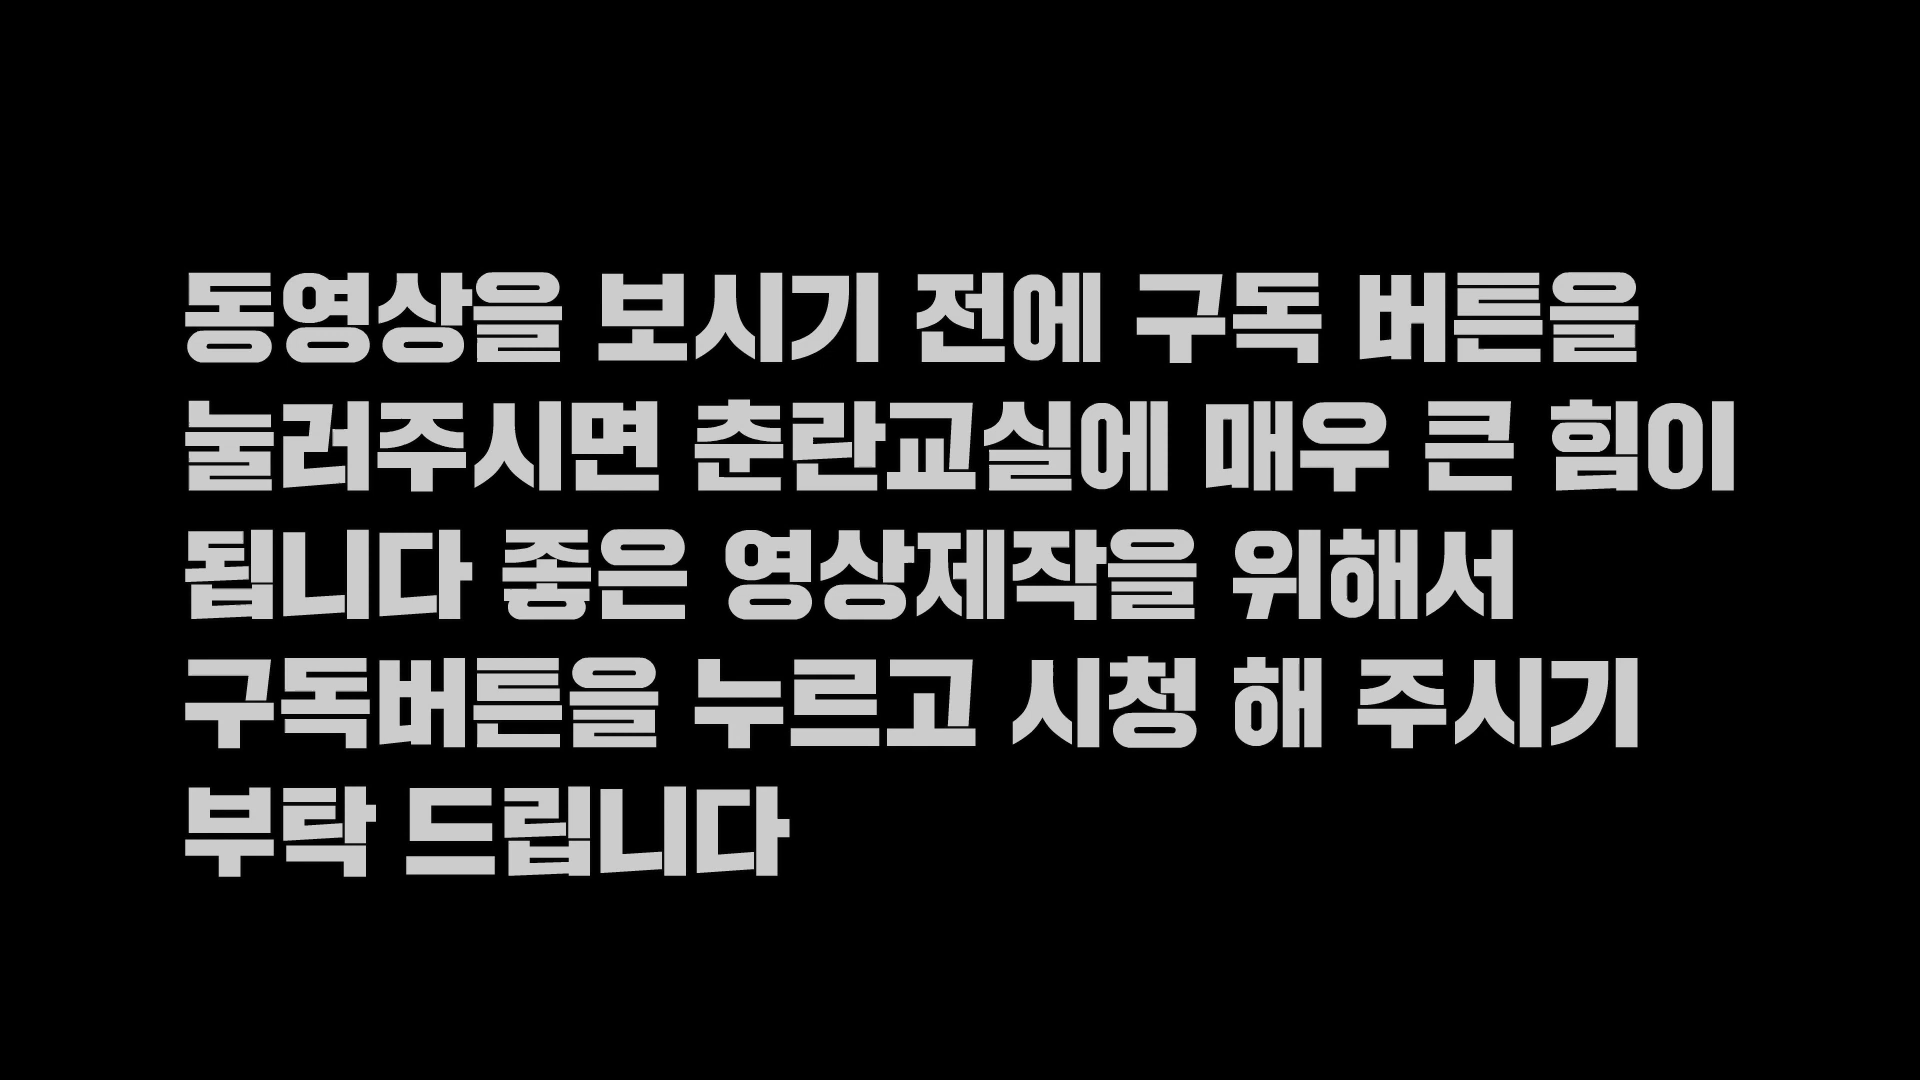 동영상을 보시기 전에 구독 버튼을
눌러주시면 춘란교실에 매우 큰 힘이
됩니다 좋은 영상제작을 위해서
구독버튼을 누르고 시청 해 주시기
부탁 드립니다